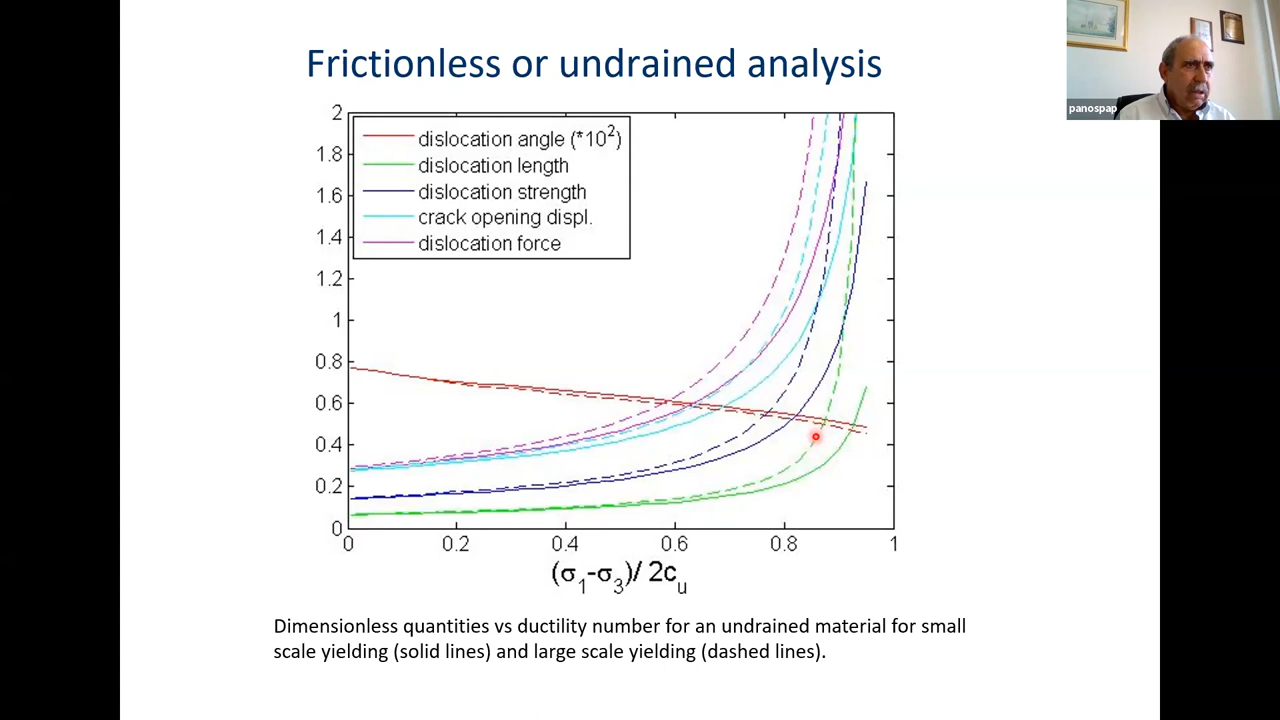 Frictionless or undrained analysis
panospap
2
1.8
1.6
1.4
1.2
1
0.8
0.6
0.4
0.2
0
dislocation angle (*10²)
dislocation length
dislocation strength
crack opening displ.
dislocation force
0 0.2 0.4 0.6 0.8 1
(σ₁-σ₃)/ 2cᵤ
Dimensionless quantities vs ductility number for an undrained material for small
scale yielding (solid lines) and large scale yielding (dashed lines).